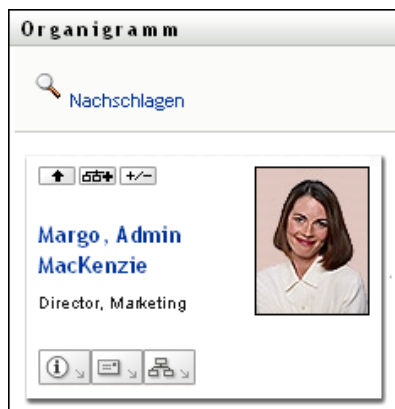 Organigramm
Nachschlagen
Margo, Admin
MacKenzie
Director, Marketing